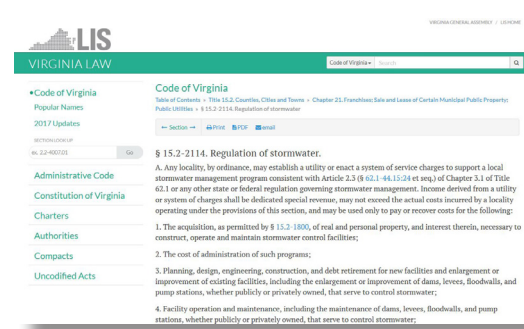 VIRGINIA GENERAL ASSEMBLY / LIS HOME
LIS
VIRGINIA LAW
Code of Virginia
Search
•Code of Virginia
Popular Names
2017 Updates
SECTION LOOK UP
ex. 2.2-4007.01
Go
Administrative Code
Constitution of Virginia
Charters
Authorities
Compacts
Uncodified Acts
Code of Virginia
Table of Contents » Title 15.2. Counties, Cities and Towns » Chapter 21. Franchises; Sale and Lease of Certain Municipal Public Property;
Public Utilities » § 15.2-2114. Regulation of stormwater
← Section → Print PDF email
§ 15.2-2114. Regulation of stormwater.
A. Any locality, by ordinance, may establish a utility or enact a system of service charges to support a local
stormwater management program consistent with Article 2.3 (§ 62.1-44.15:24 et seq.) of Chapter 3.1 of Title
62.1 or any other state or federal regulation governing stormwater management. Income derived from a utility
or system of charges shall be dedicated special revenue, may not exceed the actual costs incurred by a locality
operating under the provisions of this section, and may be used only to pay or recover costs for the following:
1. The acquisition, as permitted by § 15.2-1800, of real and personal property, and interest therein, necessary to
construct, operate and maintain stormwater control facilities;
2. The cost of administration of such programs;
3. Planning, design, engineering, construction, and debt retirement for new facilities and enlargement or
improvement of existing facilities, including the enlargement or improvement of dams, levees, floodwalls, and
pump stations, whether publicly or privately owned, that serve to control stormwater;
4. Facility operation and maintenance, including the maintenance of dams, levees, floodwalls, and pump
stations, whether publicly or privately owned, that serve to control stormwater;